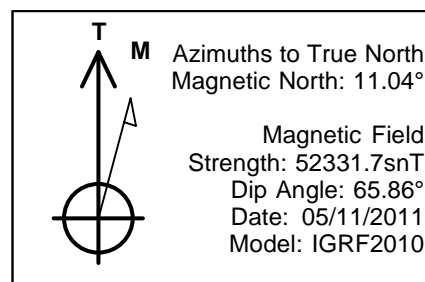 T
M
Azimuths to True North
Magnetic North: 11.04°
Magnetic Field
Strength: 52331.7snT
Dip Angle: 65.86°
Date: 05/11/2011
Model: IGRF2010